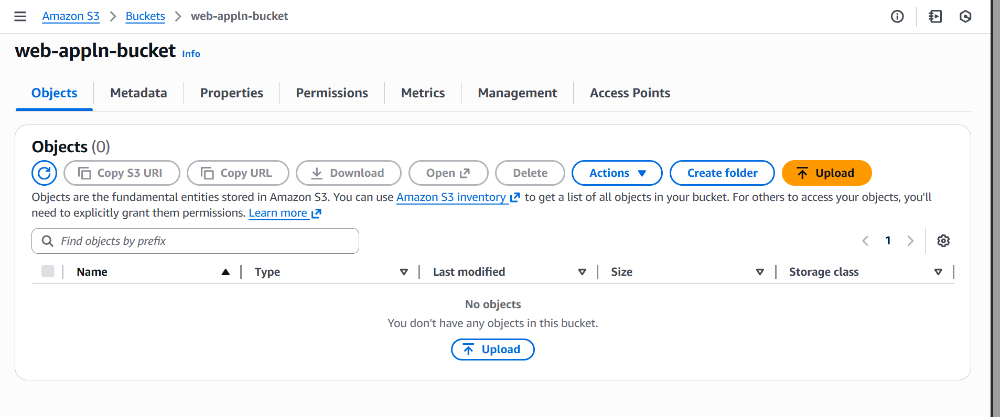 Amazon S3 Buckets web-appln-bucket
web-appln-bucket Info
Objects Metadata Properties Permissions Metrics Management Access Points
Objects (0)
Copy S3 URI Copy URL Download Open Delete Actions Create folder Upload
Objects are the fundamental entities stored in Amazon S3. You can use Amazon S3 inventory to get a list of all objects in your bucket. For others to access your objects, you'll
need to explicitly grant them permissions. Learn more
Find objects by prefix 1
Name Type Last modified Size Storage class
No objects
You don't have any objects in this bucket.
Upload